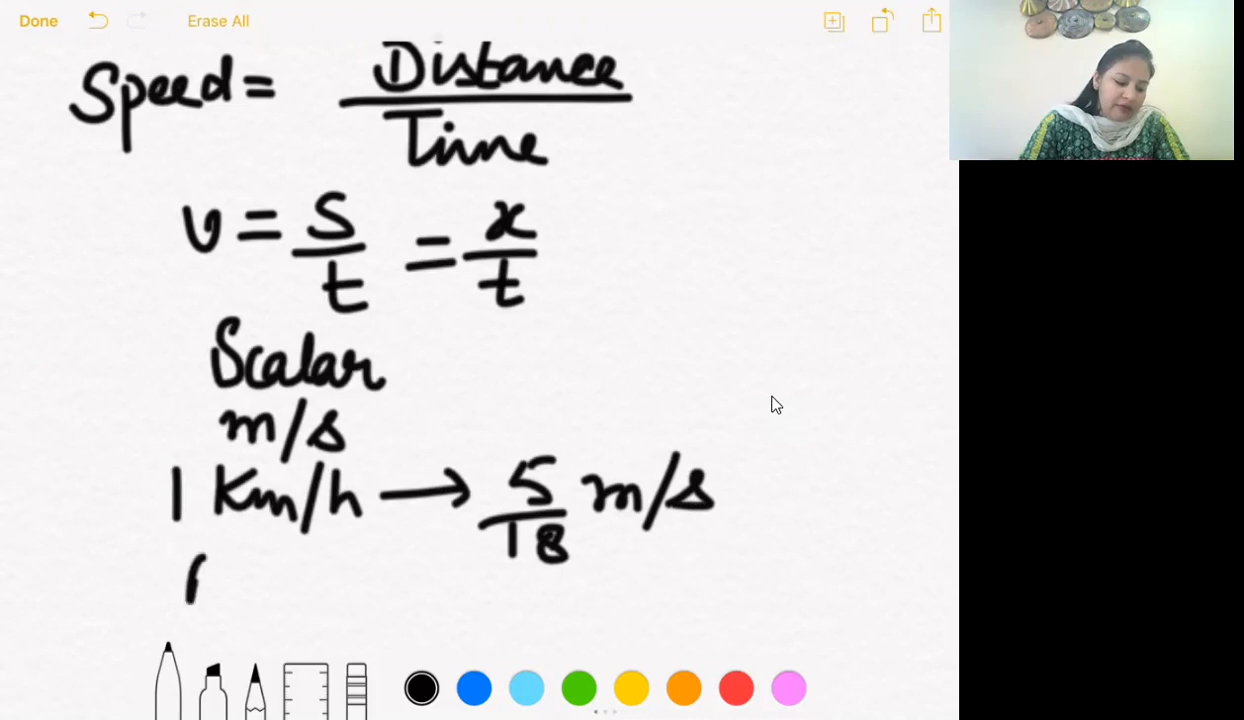 Done Erase All
Speed = Distance / Time
v = s/t = x/t
Scalar
m/s
1 Km/h → 5/18 m/s